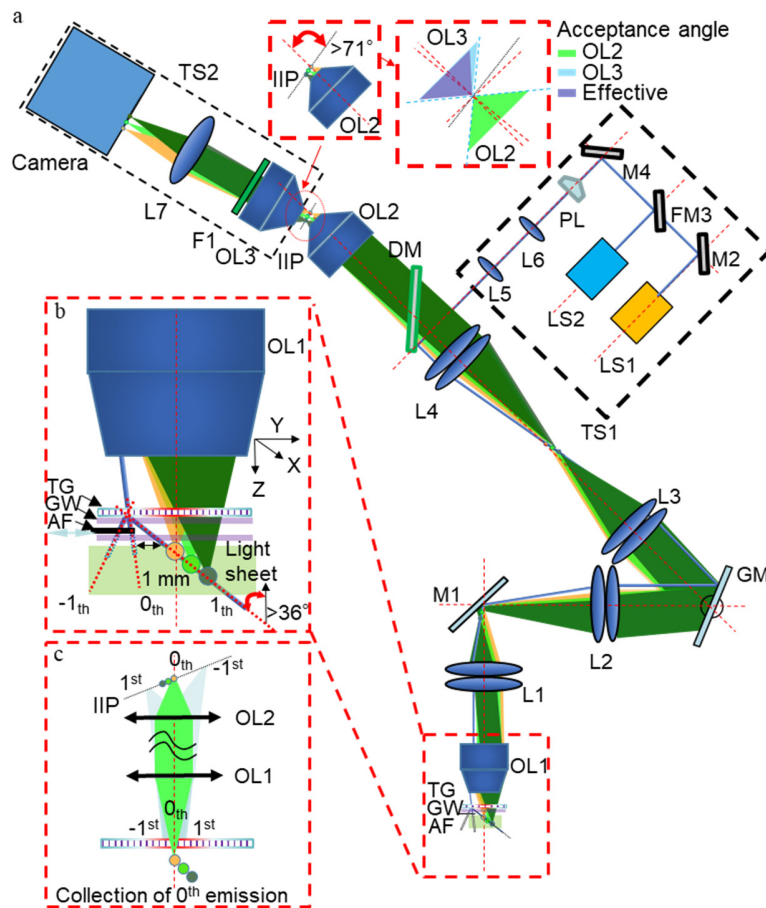 a
TS2
Camera
L7
F1
OL3
IIP
OL2
>71°
IIP
OL2
OL3
OL2
Acceptance angle
OL2
OL3
Effective
M4
PL
FM3
M2
L6
L5
LS2
LS1
TS1
DM
L4
L3
GM
M1
L2
L1
OL1
TG
GW
AF
b
OL1
Y
X
Z
TG
GW
AF
Light
sheet
1 mm
-1th
0th
1th
>36°
c
0th
1st
-1st
IIP
OL2
OL1
0th
-1st
1st
Collection of 0th emission